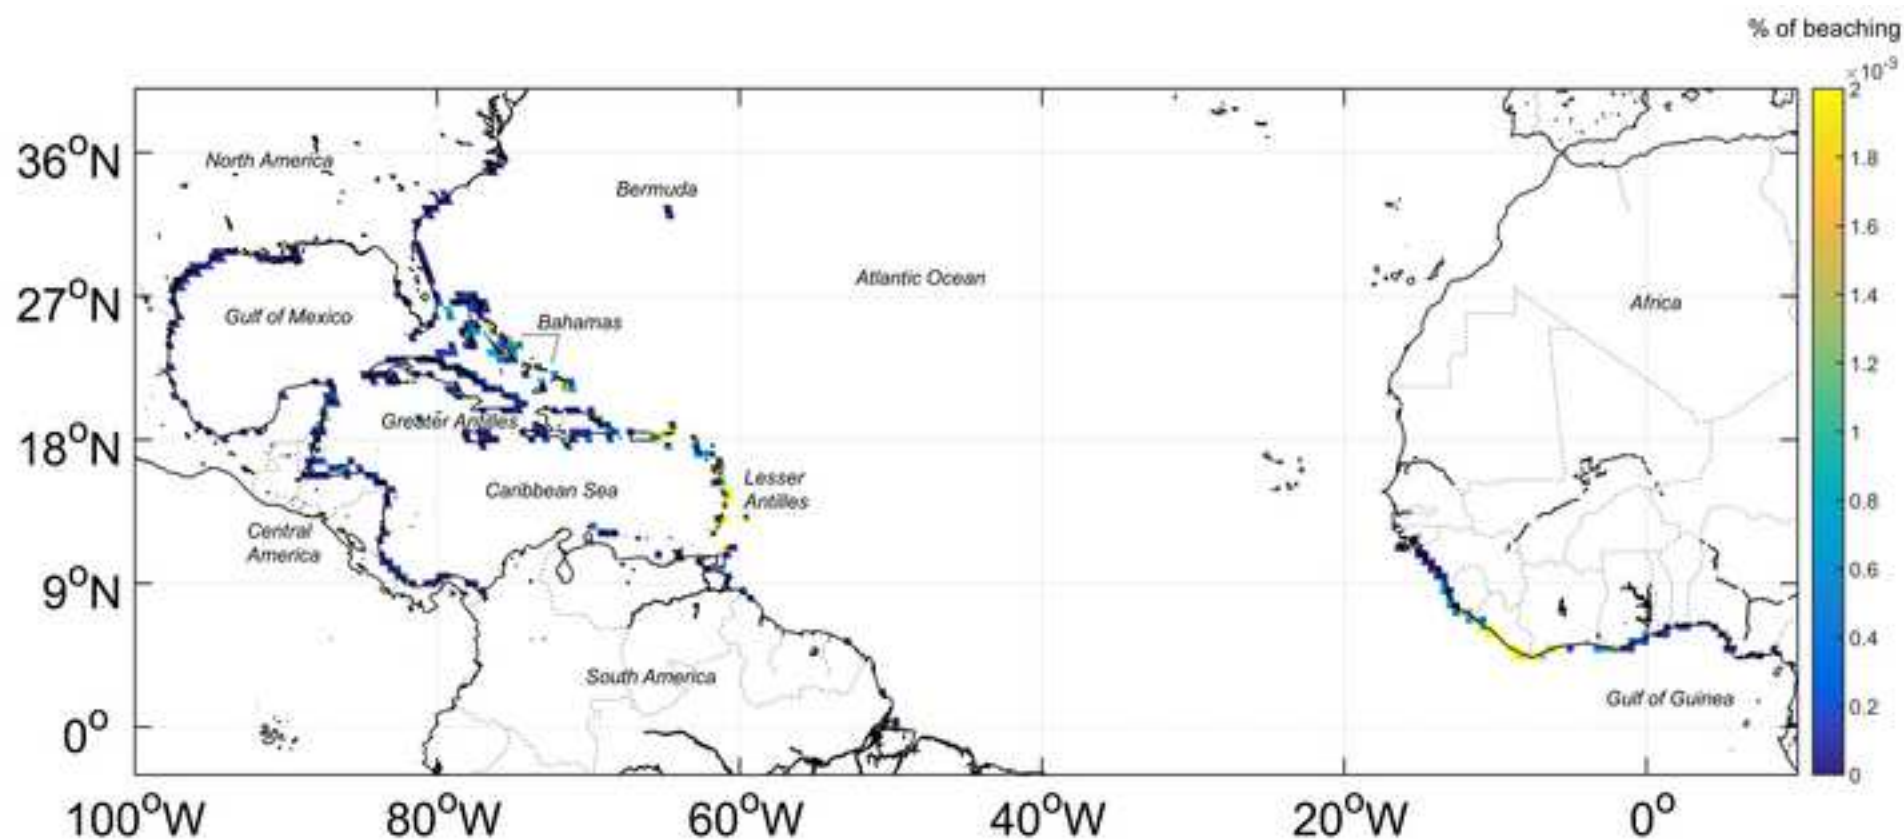 % of beaching
×10⁻³
2
36°N
North America
Bermuda
1.8
1.6
Atlantic Ocean
27°N
Gulf of Mexico
Bahamas
Africa
1.4
1.2
Greater Antilles
18°N
1
Caribbean Sea
Lesser
Antilles
0.8
Central
America
9°N
0.6
South America
0.4
Gulf of Guinea
0°
0.2
0
100°W
80°W
60°W
40°W
20°W
0°